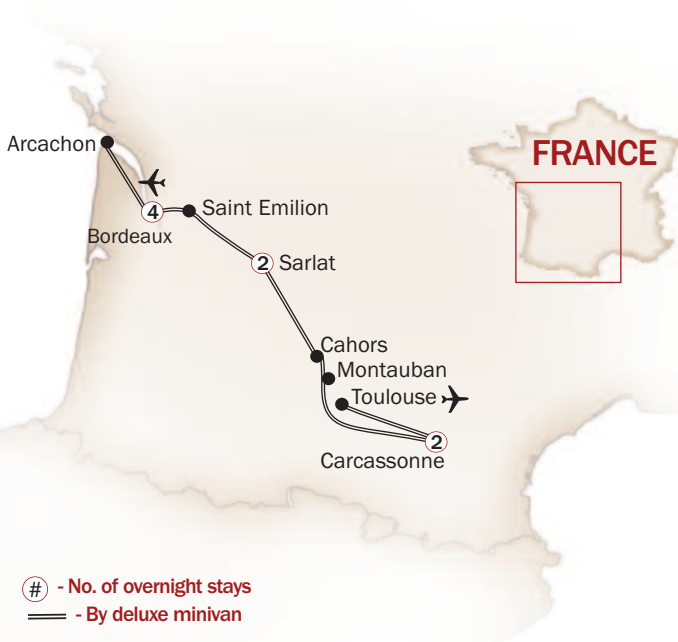 Arcachon
FRANCE
4
Saint Emilion
Bordeaux
2 Sarlat
Cahors
Montauban
Toulouse
2
Carcassonne
# - No. of overnight stays
- By deluxe minivan